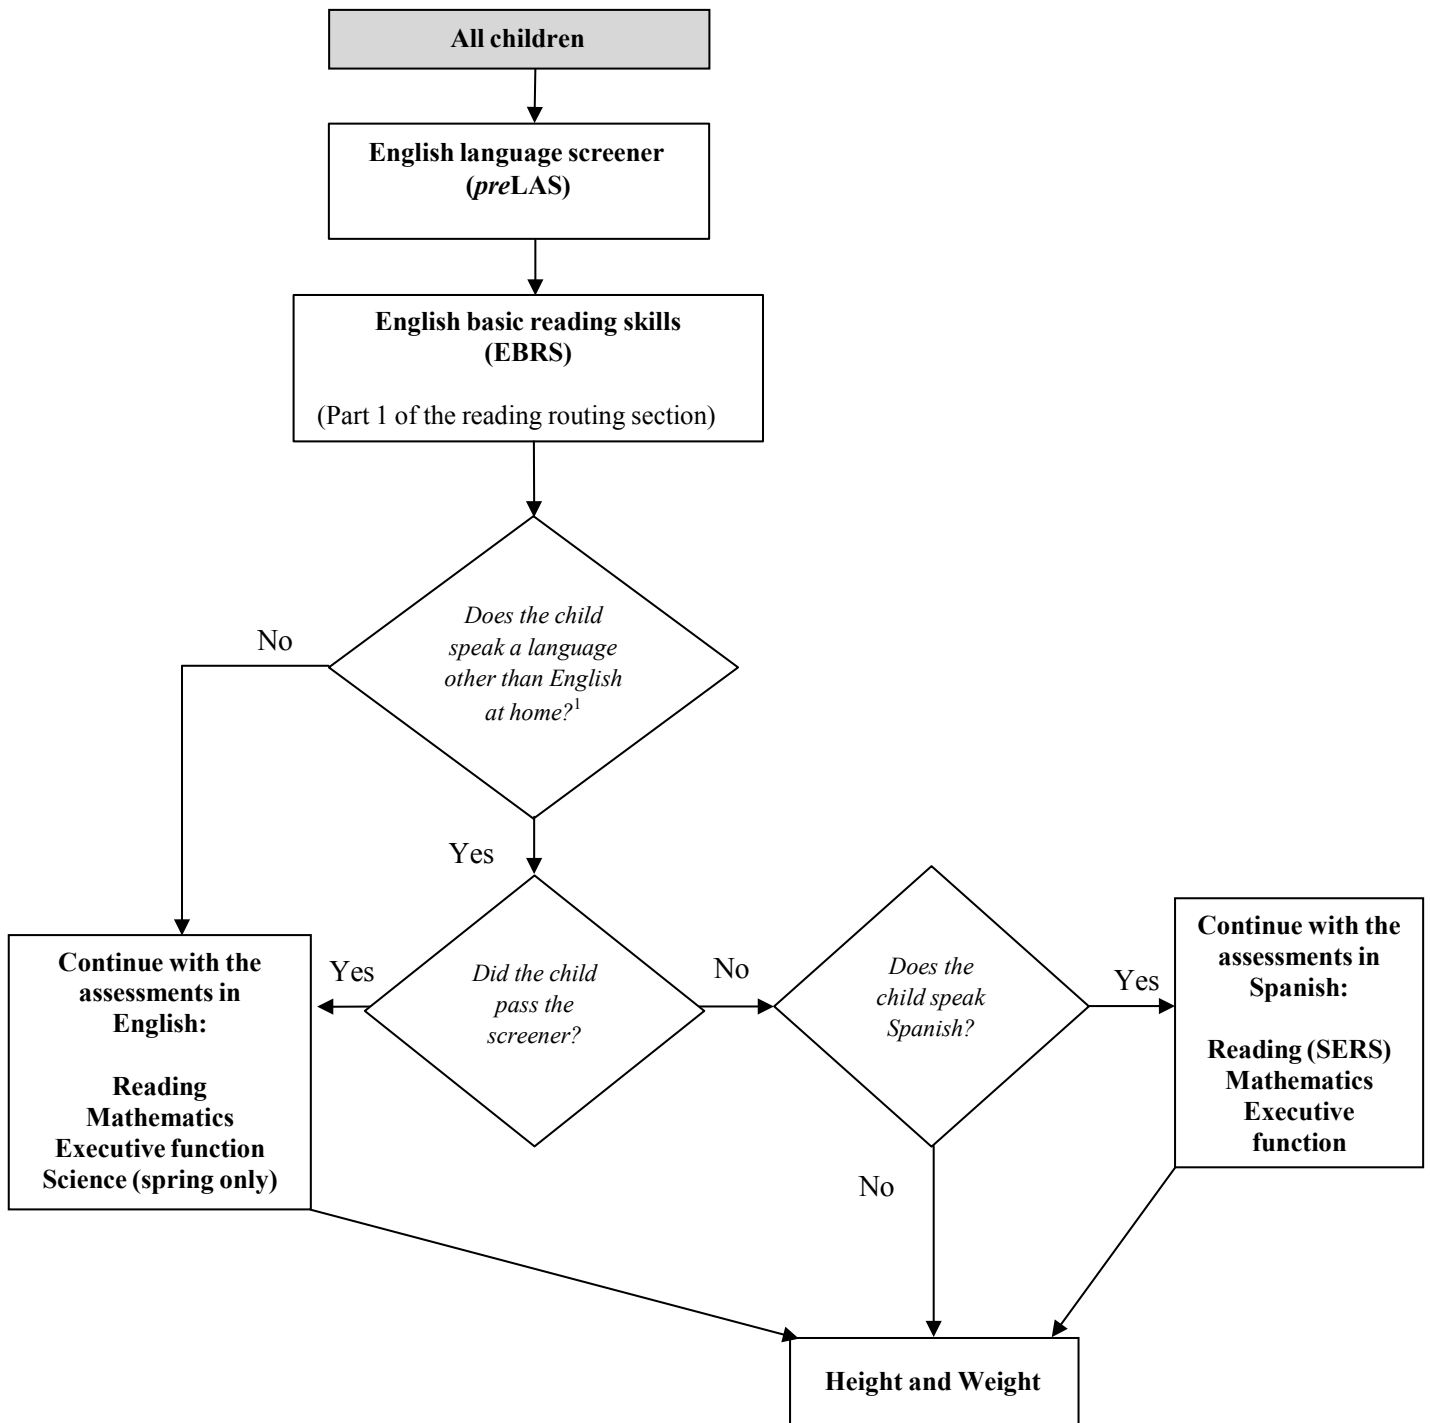 All children
English language screener
(preLAS)
English basic reading skills
(EBRS)
(Part 1 of the reading routing section)
Does the child
speak a language
other than English
at home?¹
No
Yes
Did the child
pass the
screener?
Yes
No
Does the
child speak
Spanish?
Yes
No
Continue with the
assessments in
English:
Reading
Mathematics
Executive function
Science (spring only)
Continue with the
assessments in
Spanish:
Reading (SERS)
Mathematics
Executive
function
Height and Weight